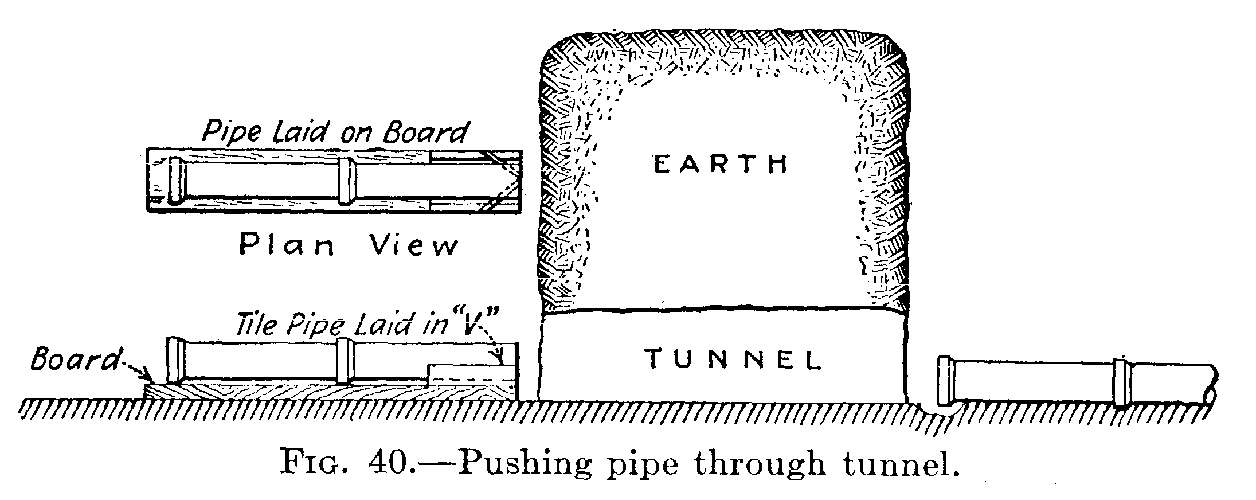 Pipe Laid on Board
EARTH
Plan View
Tile Pipe Laid in "V"
Board
TUNNEL
FIG. 40.—Pushing pipe through tunnel.